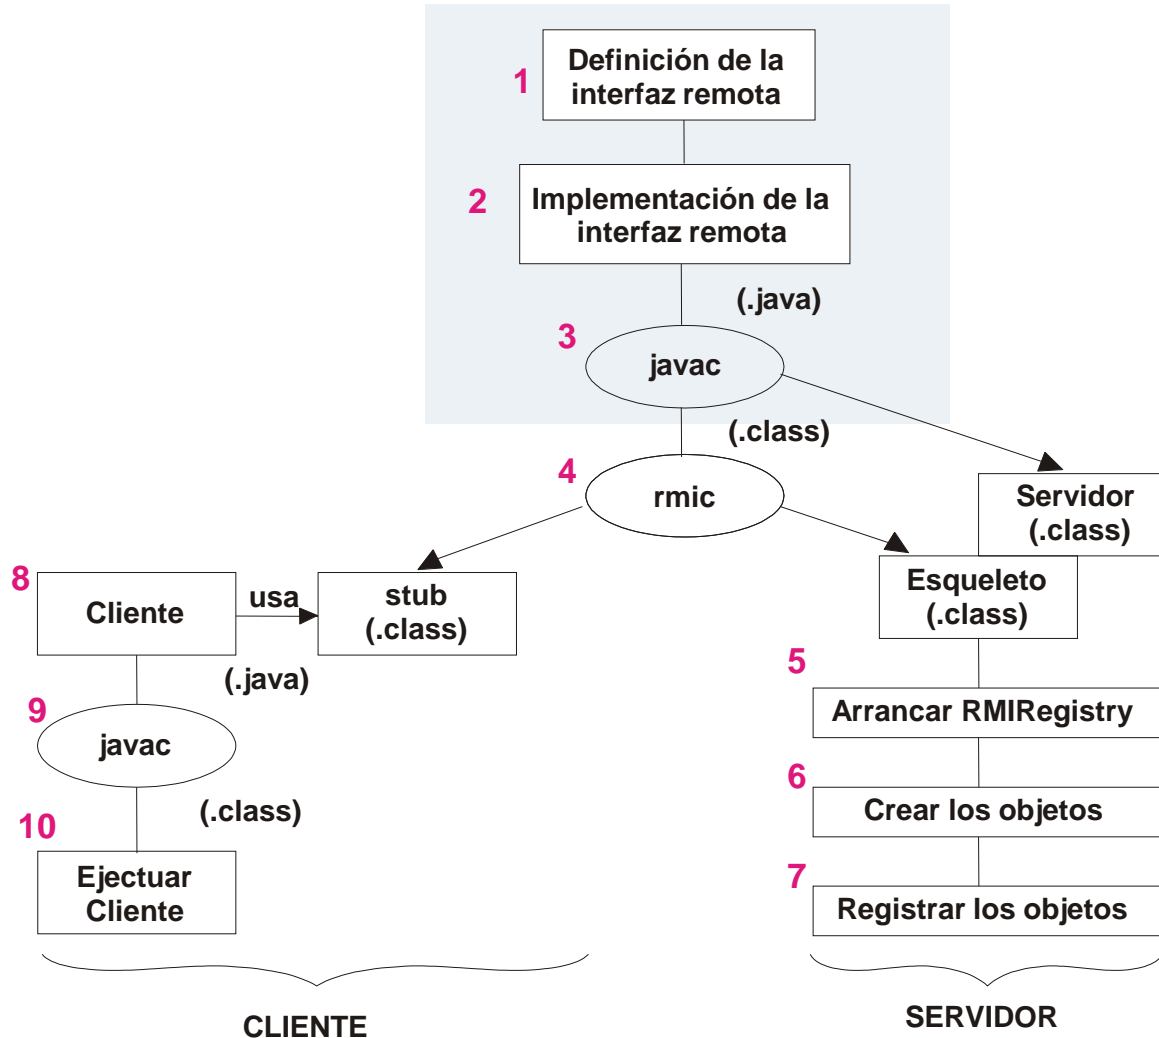 1
Definición de la
interfaz remota
2
Implementación de la
interfaz remota
(.java)
3
javac
(.class)
4
rmic
Servidor
(.class)
Esqueleto
(.class)
8
Cliente
usa
stub
(.class)
(.java)
9
javac
(.class)
10
Ejectuar
Cliente
5
Arrancar RMIRegistry
6
Crear los objetos
7
Registrar los objetos
CLIENTE
SERVIDOR